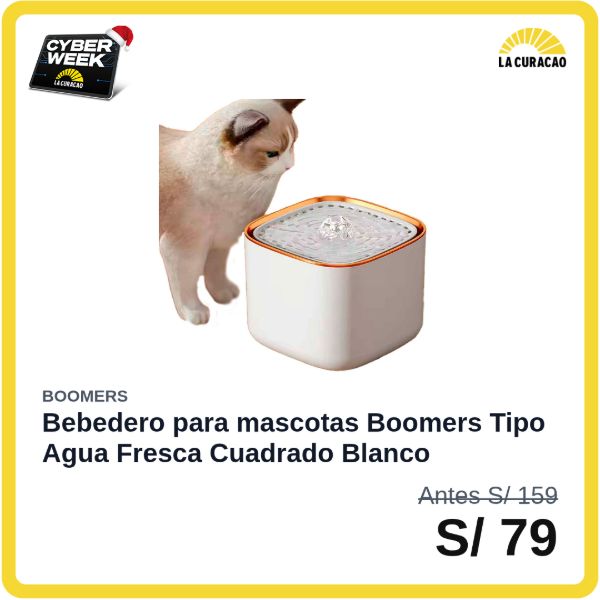 CYBER
WEEK
LA CURACAO
LA CURACAO
BOOMERS
Bebedero para mascotas Boomers Tipo
Agua Fresca Cuadrado Blanco
Antes S/ 159
S/ 79